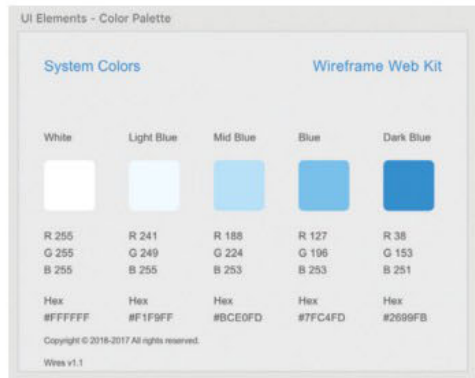 UI Elements - Color Palette
System Colors Wireframe Web Kit
White Light Blue Mid Blue Blue Dark Blue
R 255 R 241 R 188 R 127 R 38
G 255 G 249 G 224 G 196 G 153
B 255 B 255 B 253 B 253 B 251
Hex Hex Hex Hex Hex
#FFFFFF #F1F9FF #BCE0FD #7FC4FD #2699FB
Copyright © 2016-2017 All rights reserved.
Wires v1.1